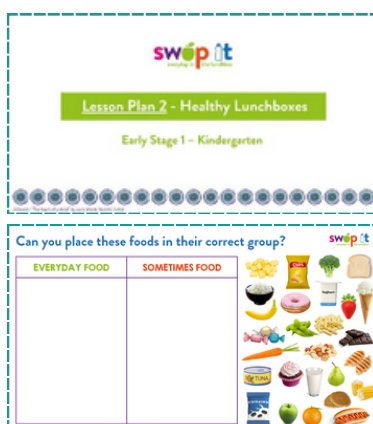 swap it
Lesson Plan 2 - Healthy Lunchboxes
Early Stage 1 – Kindergarten
Can you place these foods in their correct group?
swap it
EVERYDAY FOOD
SOMETIMES FOOD
TUNA